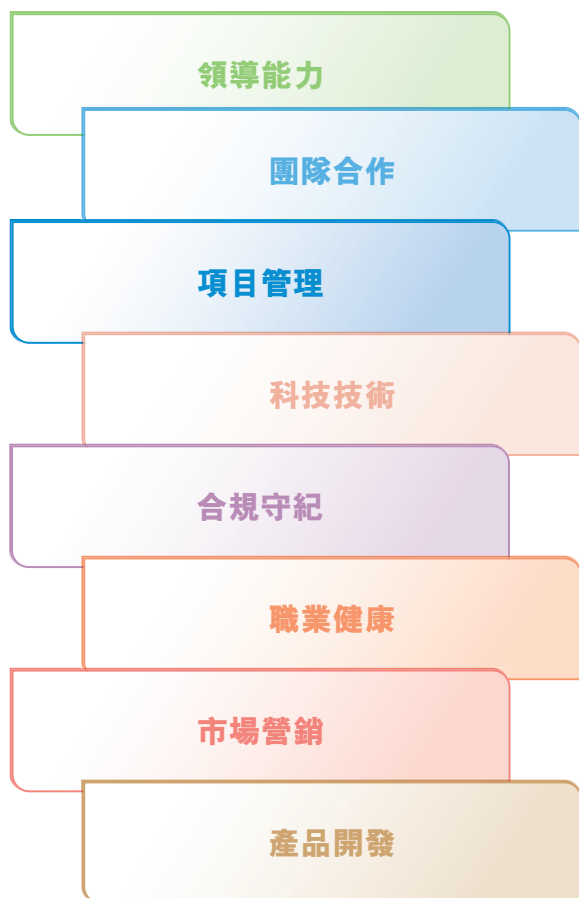 領導能力
團隊合作
項目管理
科技技術
合規守紀
職業健康
市場營銷
產品開發